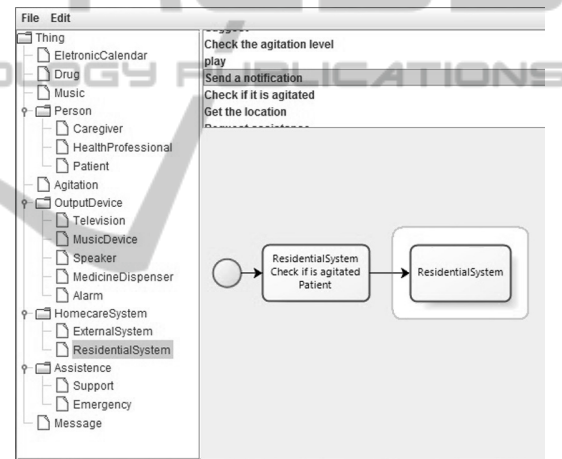 File Edit
Thing
EletronicCalendar
Drug
Music
Person
Caregiver
HealthProfessional
Patient
Agitation
OutputDevice
Television
MusicDevice
Speaker
MedicineDispenser
Alarm
HomecareSystem
ExternalSystem
ResidentialSystem
Assistence
Support
Emergency
Message
Check the agitation level
play
Send a notification
Check if it is agitated
Get the location
Request assistance
ResidentialSystem
Check if is agitated
Patient
ResidentialSystem